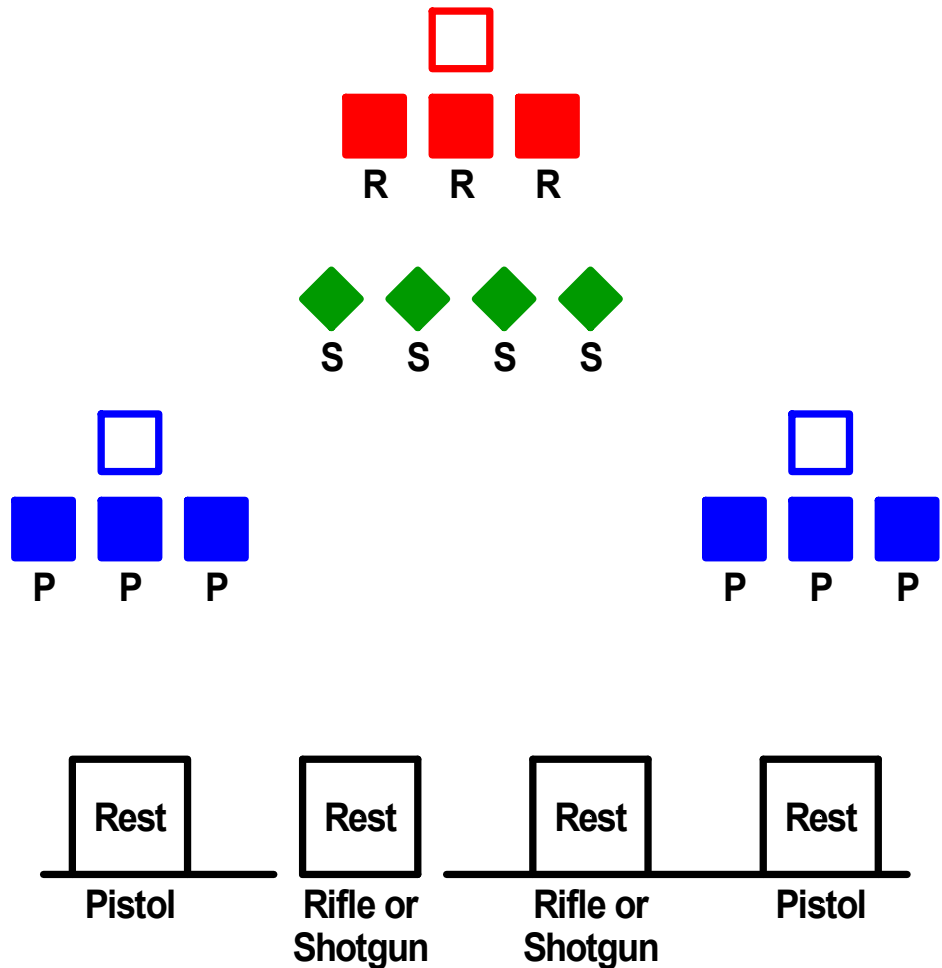 R R R
S S S S
P P P P P P
Rest Rest Rest Rest
Pistol Rifle or Rifle or Pistol
Shotgun Shotgun